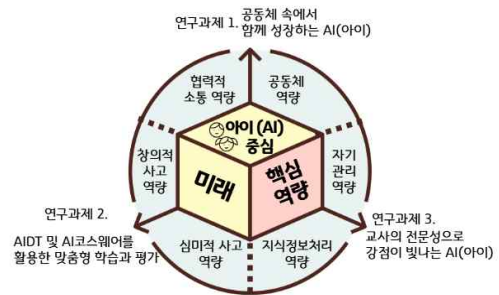 연구과제 1. 공동체 속에서
함께 성장하는 AI(아이)
협력적
소통 역량
공동체
역량
아이 (AI)
중심
창의적
사고
역량
미래
핵심
역량
자기
관리
역량
연구과제 2.
AIDT 및 AI코스웨어를
활용한 맞춤형 학습과 평가
심미적 사고
역량
지식정보처리
역량
연구과제 3.
교사의 전문성으로
강점이 빛나는 AI(아이)